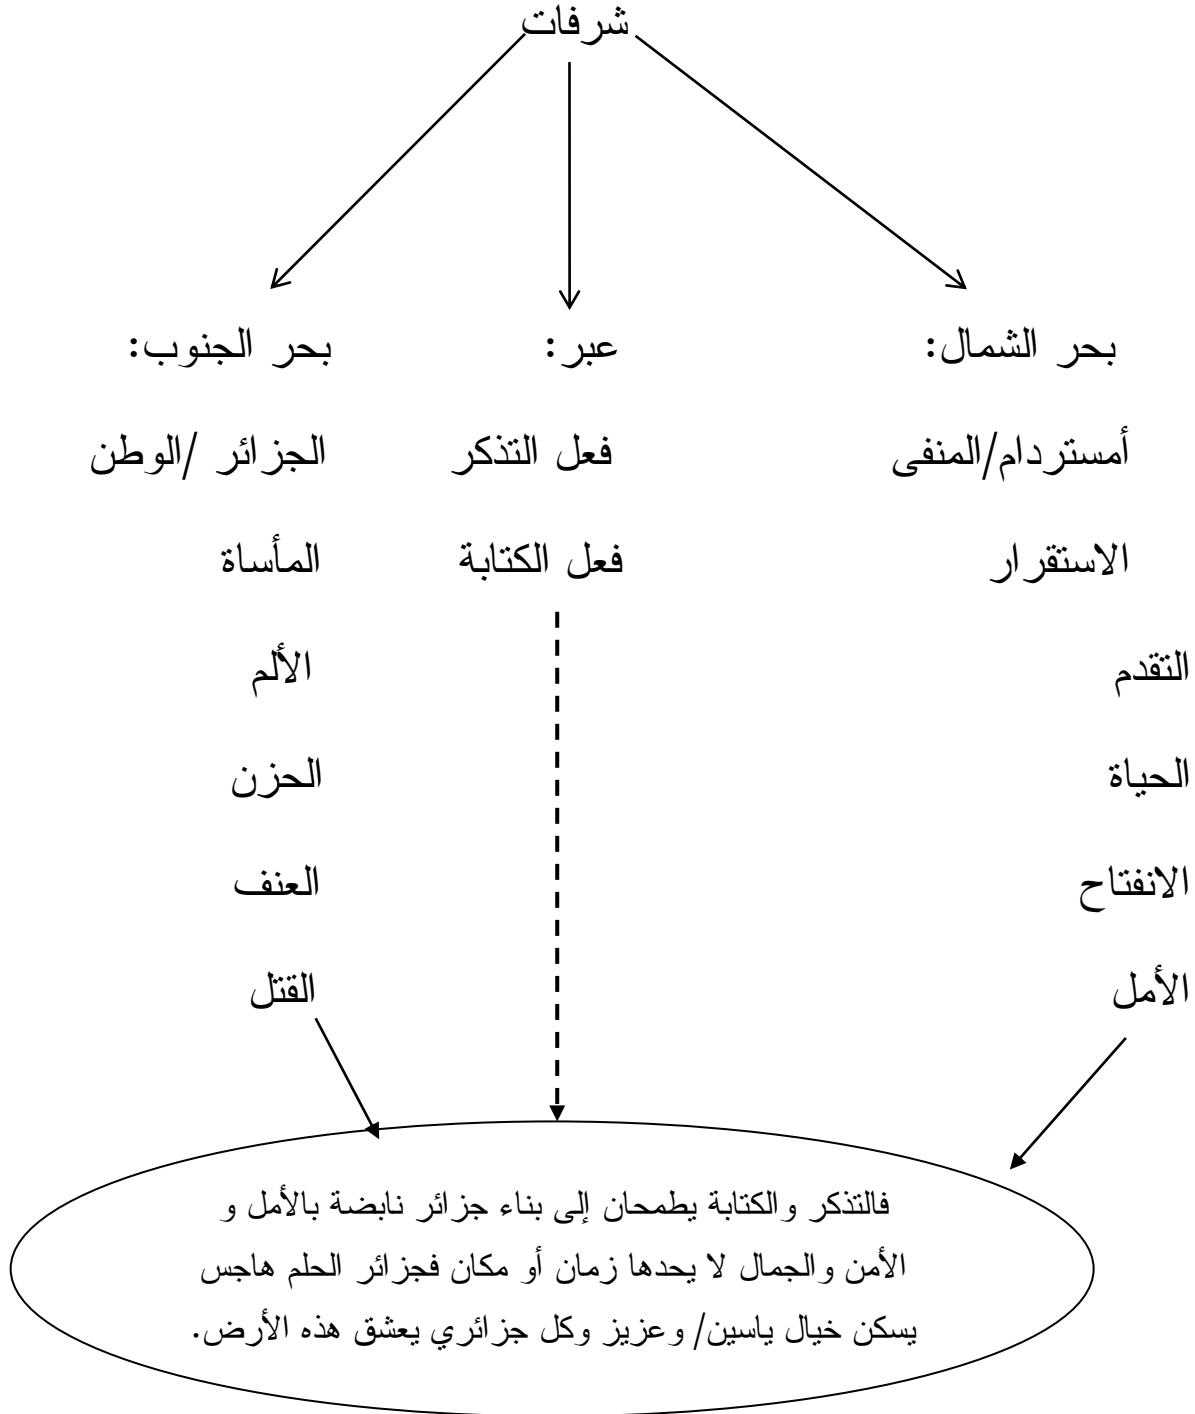 شرفات
بحر الشمال: عبر: بحر الجنوب:
أمستردام/المنفى فعل التذكر الجزائر /الوطن
الاستقرار فعل الكتابة المأساة
التقدم الألم
الحياة الحزن
الانفتاح العنف
الأمل القتل
فالتذكر والكتابة يطمحان إلى بناء جزائر نابضة بالأمل و
الأمن والجمال لا يحدها زمان أو مكان فجزائر الحلم هاجس
يسكن خيال ياسين/ وعزيز وكل جزائري يعشق هذه الأرض.